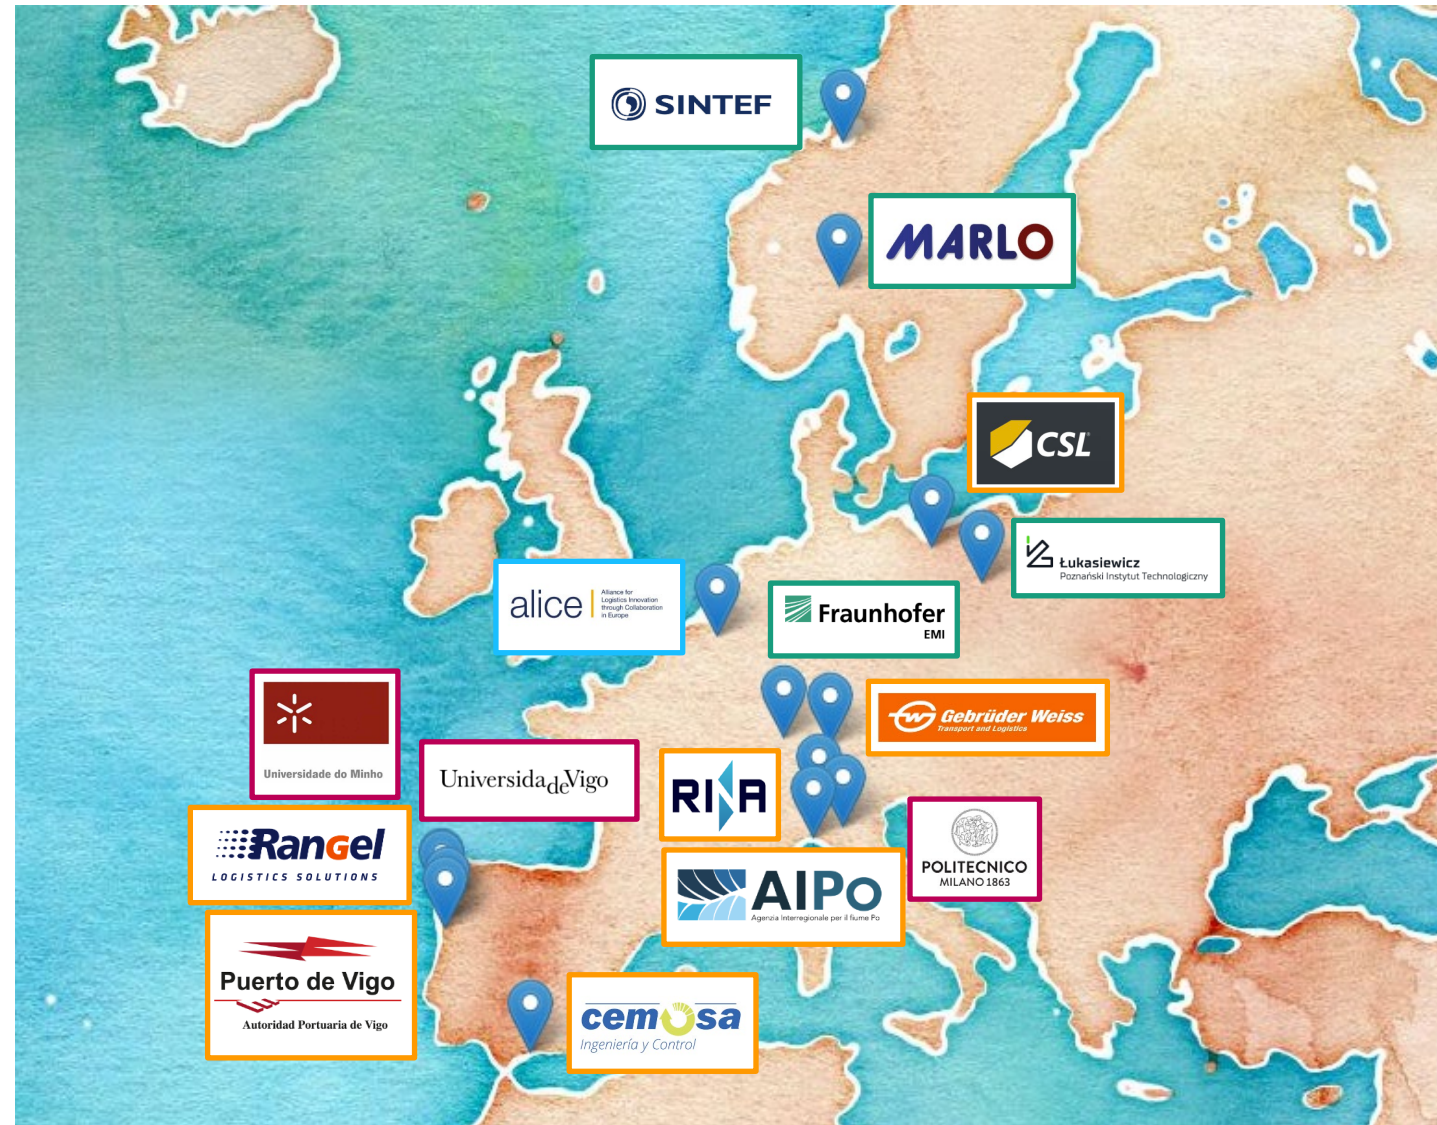 SINTEF
MARLO
CSL
Łukasiewicz
Poznański Instytut Technologiczny
alice
Alliance for
Logistics Innovation
through Collaboration
in Europe
Fraunhofer
EMI
Gebrüder Weiss
Transport and Logistics
Universidade do Minho
UniversidadeVigo
RINA
Rangel
LOGISTICS SOLUTIONS
POLITECNICO
MILANO 1863
AIPo
Agenzia Interregionale per il fiume Po
Puerto de Vigo
Autoridad Portuaria de Vigo
cemosa
Ingeniería y Control